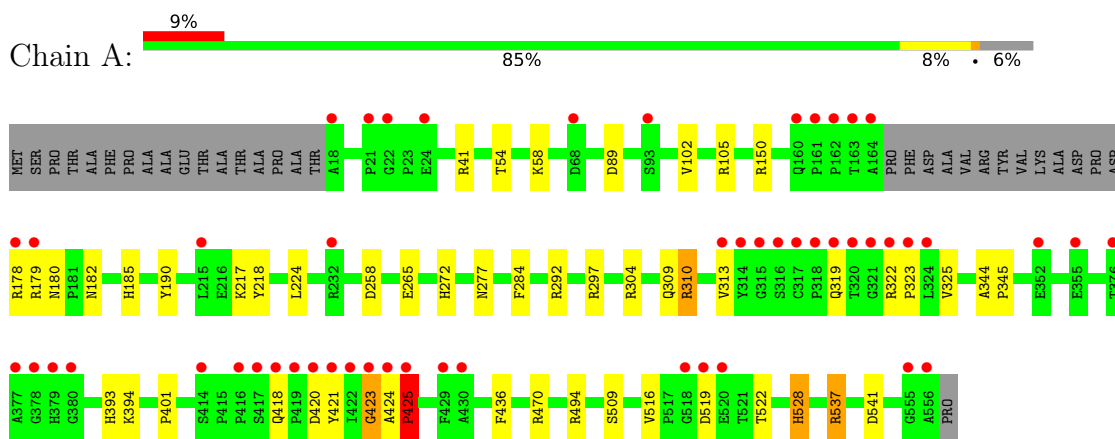 9%
Chain A:
85% 8% • 6%
MET SER PRO THR ALA PHE PRO ALA ALA GLU THR ALA THR ALA PRO ALA THR A18 P21 G22 P23 E24 R41 T54 K58 D68 D89 S93 V102 R105 R150 Q160 P161 P162 T163 A164 PRO PHE ASP ALA VAL ARG TYR VAL LYS ALA ASP PRO ASP
R178 R179 N180 P181 N182 H185 Y190 L215 E216 K217 Y218 L224 R232 D258 E265 H272 N277 F284 R292 R297 R304 Q309 R310 V313 Y314 G315 S316 C317 P318 Q319 T320 G321 R322 P323 L324 V325 A344 P345 E352 E355 T376
A377 G378 H379 G380 H393 K394 P401 S414 P415 P416 S417 Q418 P419 D420 Y421 I422 G423 A424 P425 F429 A430 F436 R470 R494 S509 V516 P517 G518 D519 E520 T521 T522 H528 R537 D541 G555 A556 PRO